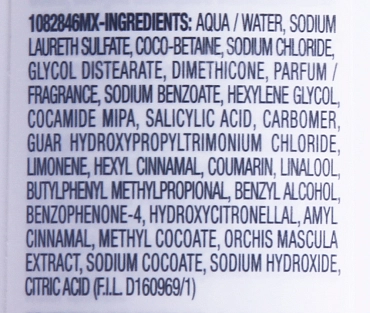 1082846MX-INGREDIENTS: AQUA / WATER, SODIUM
LAURETH SULFATE, COCO-BETAINE, SODIUM CHLORIDE,
GLYCOL DISTEARATE, DIMETHICONE, PARFUM /
FRAGRANCE, SODIUM BENZOATE, HEXYLENE GLYCOL,
COCAMIDE MIPA, SALICYLIC ACID, CARBOMER,
GUAR HYDROXYPROPYLTRIMONIUM CHLORIDE,
LIMONENE, HEXYL CINNAMAL, COUMARIN, LINALOOL,
BUTYLPHENYL METHYLPROPIONAL, BENZYL ALCOHOL,
BENZOPHENONE-4, HYDROXYCITRONELLAL, AMYL
CINNAMAL, METHYL COCOATE, ORCHIS MASCULA
EXTRACT, SODIUM COCOATE, SODIUM HYDROXIDE,
CITRIC ACID (F.I.L. D160969/1)